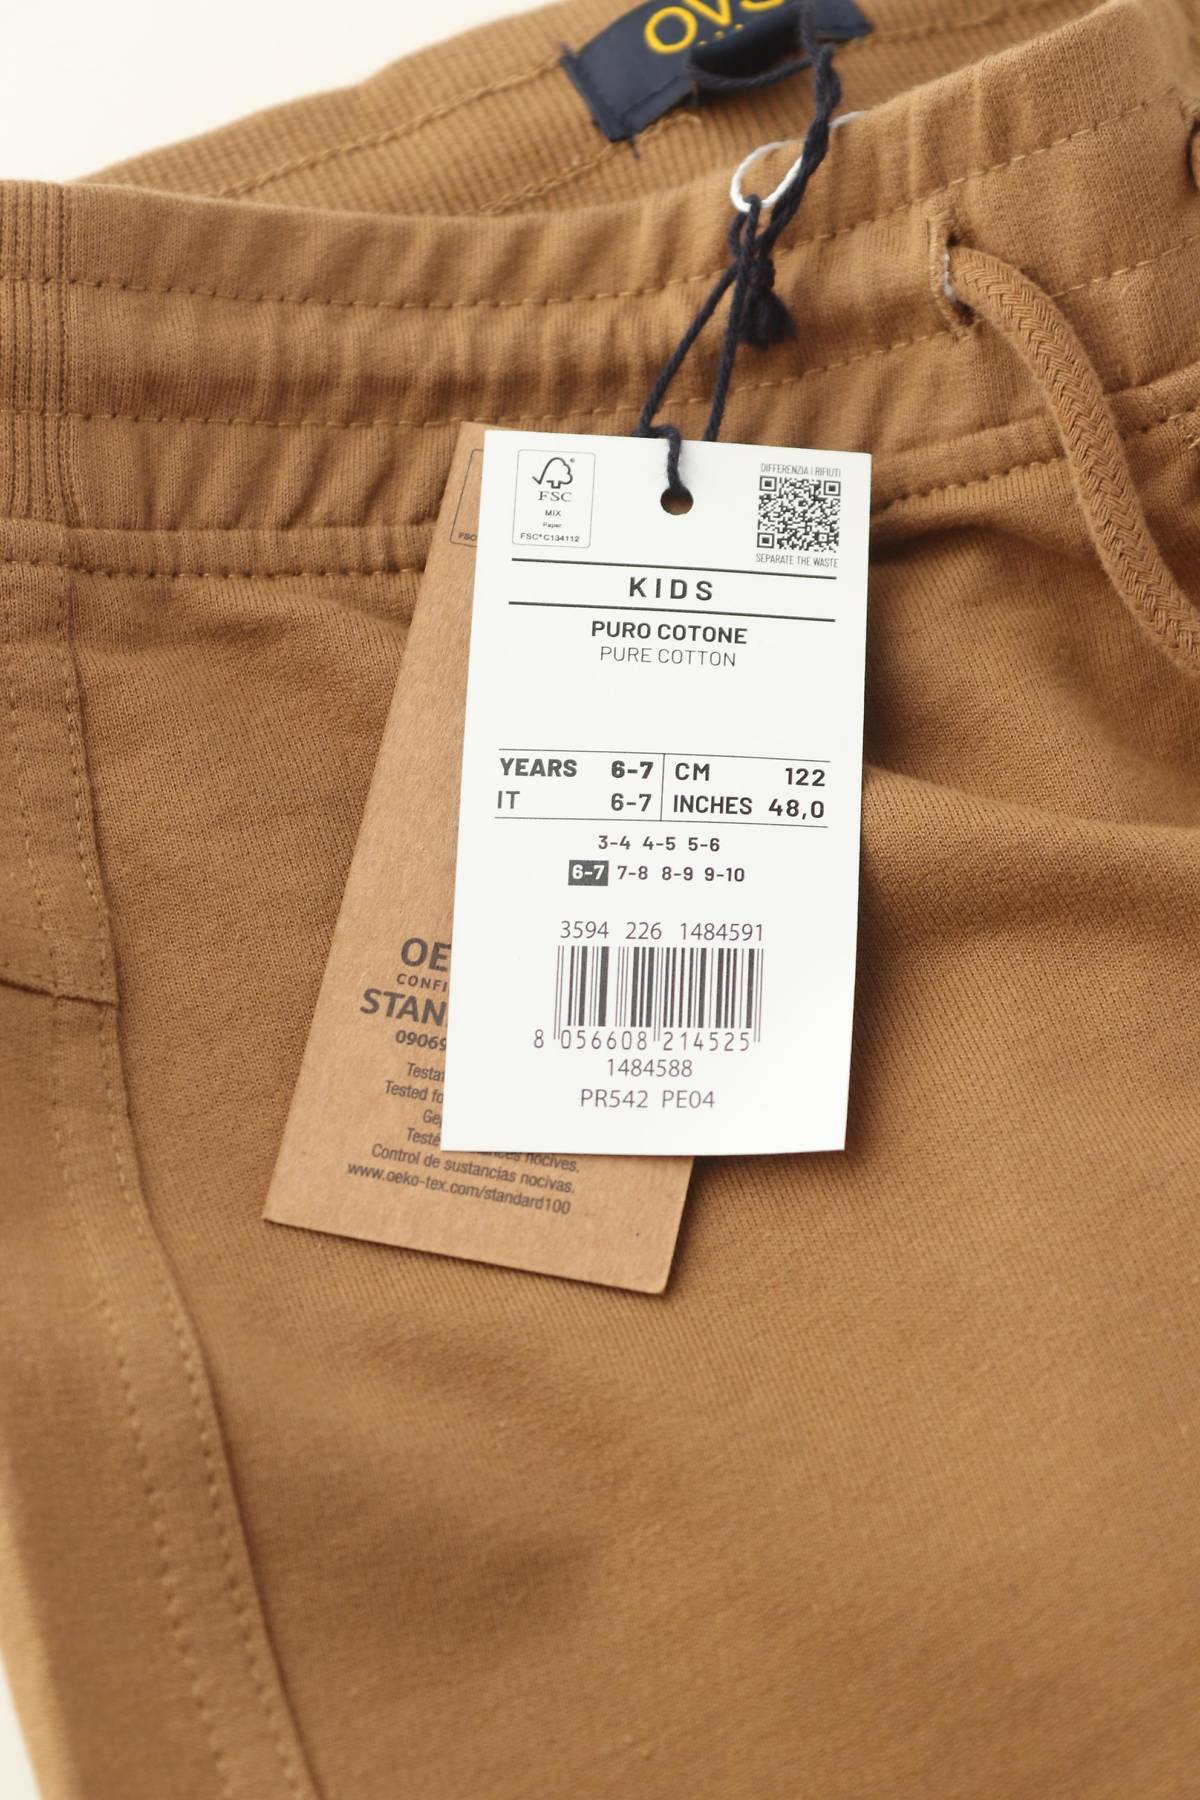 OVS
FSC
MIX
Paper
FSC® C134112
DIFFERENZIA I RIFIUTI
SEPARATE THE WASTE
KIDS
PURO COTONE
PURE COTTON
YEARS 6-7 CM 122
IT 6-7 INCHES 48,0
3-4 4-5 5-6
6-7 7-8 8-9 9-10
3594 226 1484591
8 056608 214525
1484588
PR542 PE04
Control de sustancias nocivas.
www.oeko-tex.com/standard100